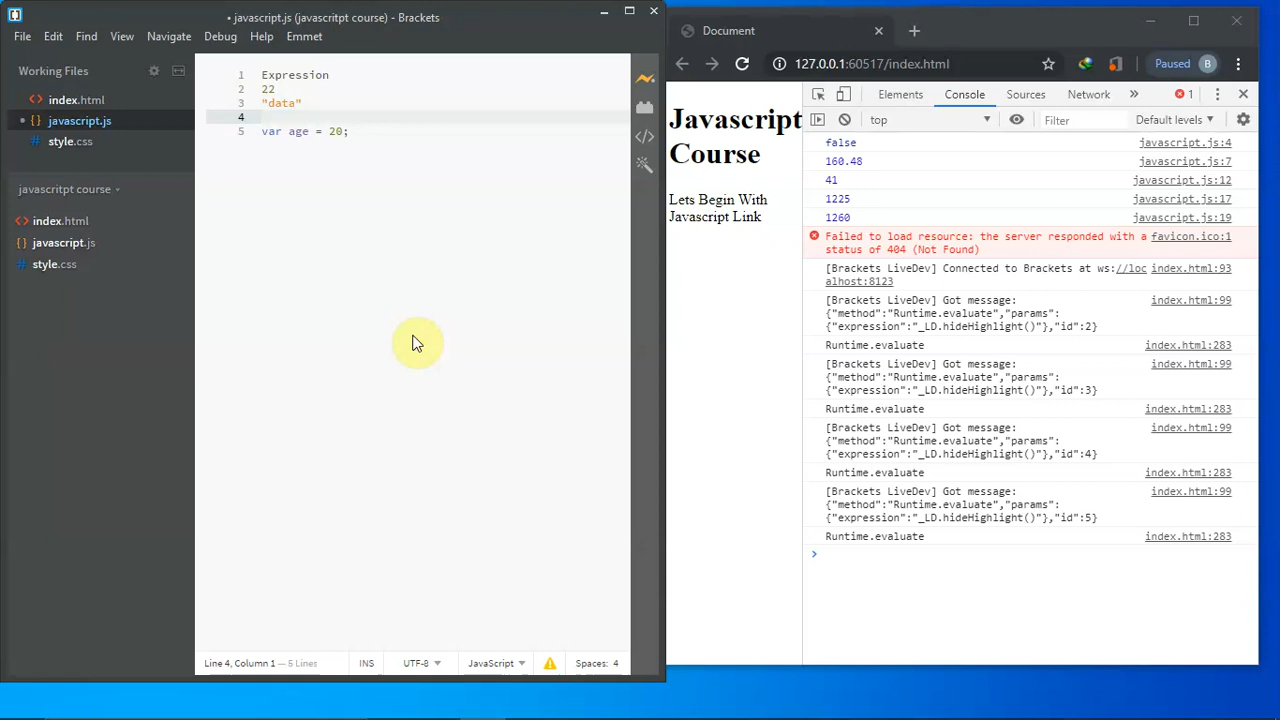 • javascript.js (javascritpt course) - Brackets
File Edit Find View Navigate Debug Help Emmet
Working Files
index.html
javascript.js
style.css
javascritpt course
index.html
javascript.js
style.css
1 Expression
2 22
3 "data"
4
5 var age = 20;
Line 4, Column 1 — 5 Lines INS UTF-8 JavaScript Spaces: 4
Document
127.0.0.1:60517/index.html Paused B
Javascript
Course
Lets Begin With
Javascript Link
Elements Console Sources Network » 1
top Filter Default levels
false javascript.js:4
160.48 javascript.js:7
41 javascript.js:12
1225 javascript.js:17
1260 javascript.js:19
Failed to load resource: the server responded with a favicon.ico:1
status of 404 (Not Found)
[Brackets LiveDev] Connected to Brackets at ws://loc index.html:93
alhost:8123
[Brackets LiveDev] Got message: index.html:99
{"method":"Runtime.evaluate","params":
{"expression":"_LD.hideHighlight()"},"id":2}
Runtime.evaluate index.html:283
[Brackets LiveDev] Got message: index.html:99
{"method":"Runtime.evaluate","params":
{"expression":"_LD.hideHighlight()"},"id":3}
Runtime.evaluate index.html:283
[Brackets LiveDev] Got message: index.html:99
{"method":"Runtime.evaluate","params":
{"expression":"_LD.hideHighlight()"},"id":4}
Runtime.evaluate index.html:283
[Brackets LiveDev] Got message: index.html:99
{"method":"Runtime.evaluate","params":
{"expression":"_LD.hideHighlight()"},"id":5}
Runtime.evaluate index.html:283